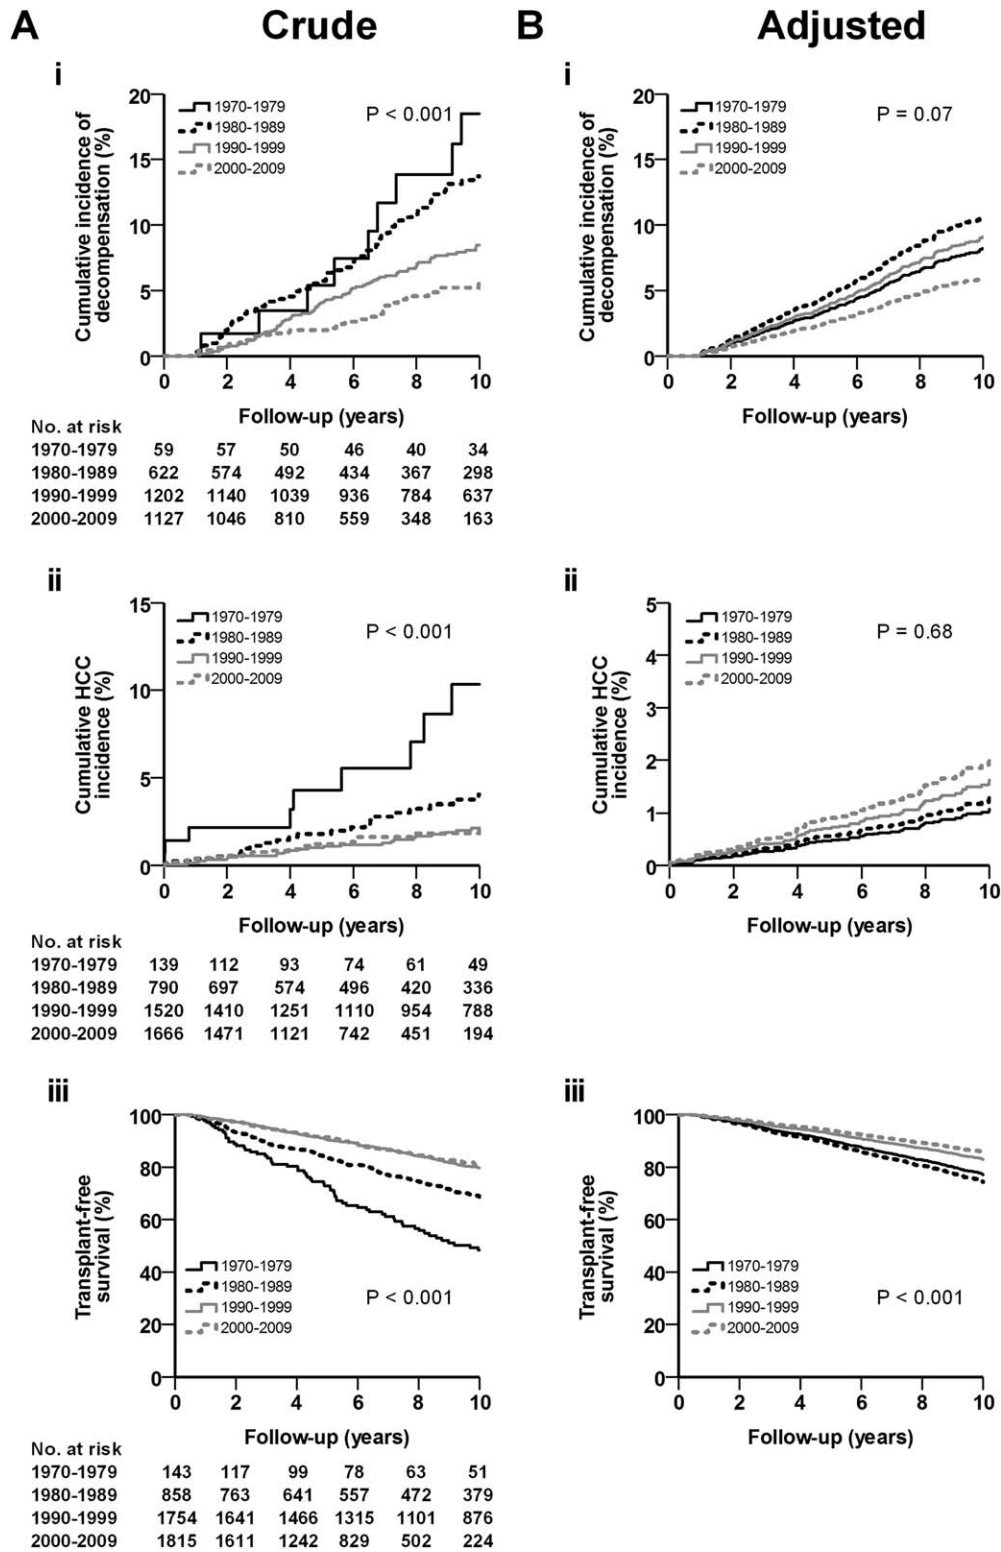 A Crude B Adjusted
i
Cumulative incidence of
decompensation (%)
20
15
10
5
0
1970-1979
1980-1989
1990-1999
2000-2009
P < 0.001
0 2 4 6 8 10
Follow-up (years)
No. at risk
1970-1979 59 57 50 46 40 34
1980-1989 622 574 492 434 367 298
1990-1999 1202 1140 1039 936 784 637
2000-2009 1127 1046 810 559 348 163
i
Cumulative incidence of
decompensation (%)
20
15
10
5
0
1970-1979
1980-1989
1990-1999
2000-2009
P = 0.07
0 2 4 6 8 10
Follow-up (years)
ii
Cumulative HCC
incidence (%)
15
10
5
0
1970-1979
1980-1989
1990-1999
2000-2009
P < 0.001
0 2 4 6 8 10
Follow-up (years)
No. at risk
1970-1979 139 112 93 74 61 49
1980-1989 790 697 574 496 420 336
1990-1999 1520 1410 1251 1110 954 788
2000-2009 1666 1471 1121 742 451 194
ii
Cumulative HCC
incidence (%)
5
4
3
2
1
0
1970-1979
1980-1989
1990-1999
2000-2009
P = 0.68
0 2 4 6 8 10
Follow-up (years)
iii
Transplant-free
survival (%)
100
80
60
40
20
0
1970-1979
1980-1989
1990-1999
2000-2009
P < 0.001
0 2 4 6 8 10
Follow-up (years)
No. at risk
1970-1979 143 117 99 78 63 51
1980-1989 858 763 641 557 472 379
1990-1999 1754 1641 1466 1315 1101 876
2000-2009 1815 1611 1242 829 502 224
iii
Transplant-free
survival (%)
100
80
60
40
20
0
1970-1979
1980-1989
1990-1999
2000-2009
P < 0.001
0 2 4 6 8 10
Follow-up (years)